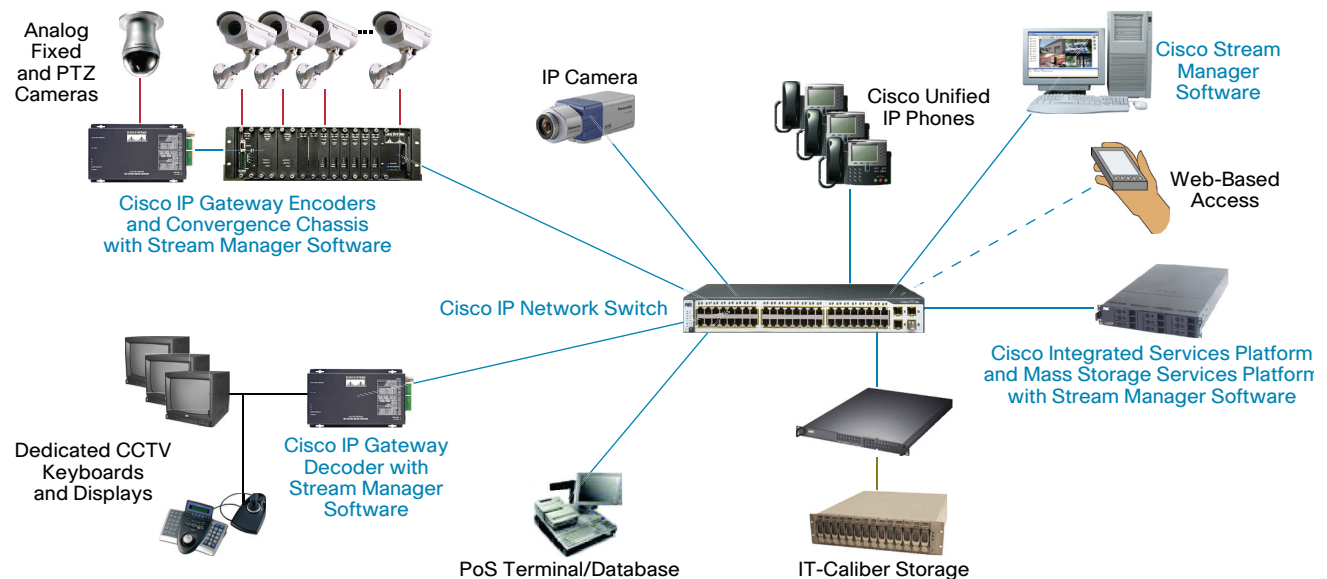 Analog
Fixed
and PTZ
Cameras
...
IP Camera
Cisco Unified
IP Phones
Cisco Stream
Manager
Software
Web-Based
Access
Cisco IP Gateway Encoders
and Convergence Chassis
with Stream Manager Software
Cisco IP Network Switch
Cisco Integrated Services Platform
and Mass Storage Services Platform
with Stream Manager Software
Dedicated CCTV
Keyboards
and Displays
Cisco IP Gateway
Decoder with
Stream Manager
Software
PoS Terminal/Database
IT-Caliber Storage